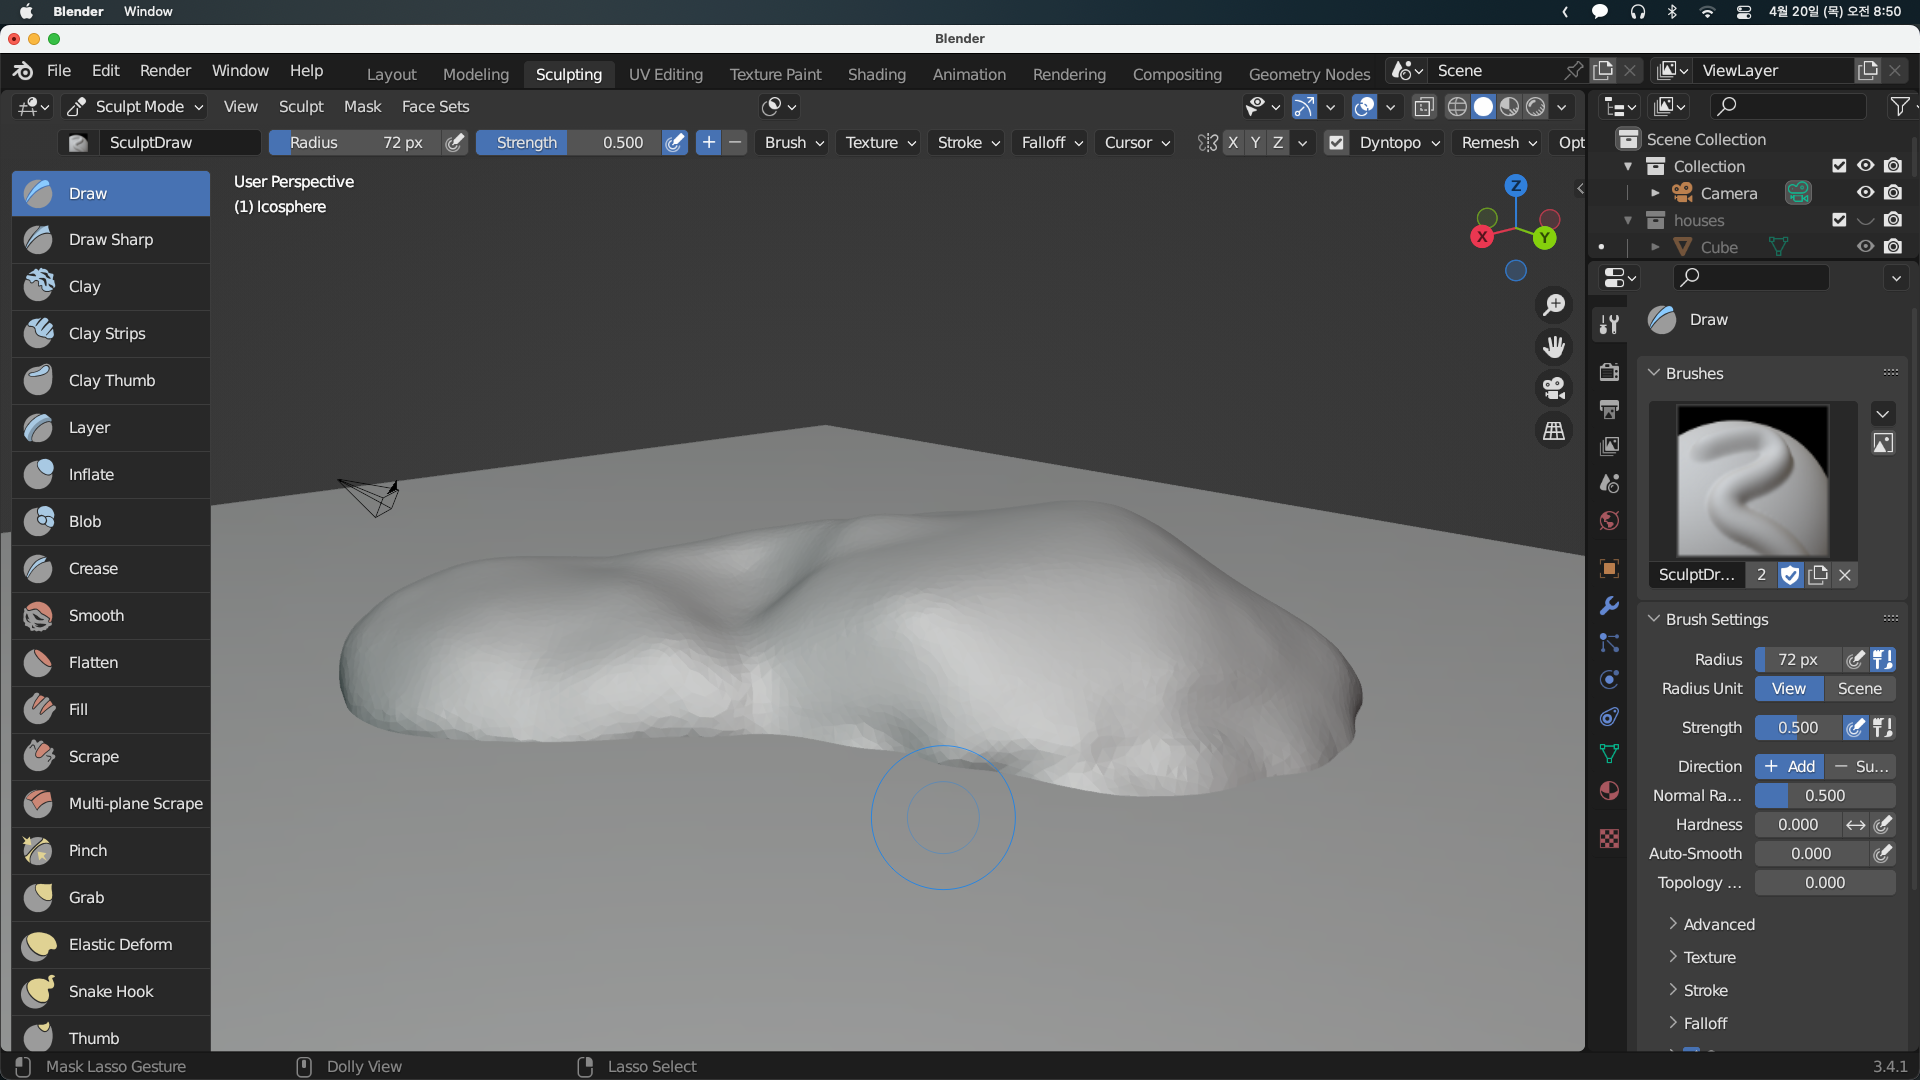 Blender Window 4월 20일 (목) 오전 8:50
Blender
File Edit Render Window Help Layout Modeling Sculpting UV Editing Texture Paint Shading Animation Rendering Compositing Geometry Nodes Scene ViewLayer
Sculpt Mode View Sculpt Mask Face Sets
SculptDraw Radius 72 px Strength 0.500 Brush Texture Stroke Falloff Cursor X Y Z Dyntopo Remesh Opt
User Perspective
(1) Icosphere
Z
X
Y
Draw
Draw Sharp
Clay
Clay Strips
Clay Thumb
Layer
Inflate
Blob
Crease
Smooth
Flatten
Fill
Scrape
Multi-plane Scrape
Pinch
Grab
Elastic Deform
Snake Hook
Thumb
Scene Collection
Collection
Camera
houses
Cube
Draw
Brushes
SculptDr... 2
Brush Settings
Radius 72 px
Radius Unit View Scene
Strength 0.500
Direction + Add − Su...
Normal Ra... 0.500
Hardness 0.000
Auto-Smooth 0.000
Topology ... 0.000
Advanced
Texture
Stroke
Falloff
Mask Lasso Gesture Dolly View Lasso Select 3.4.1